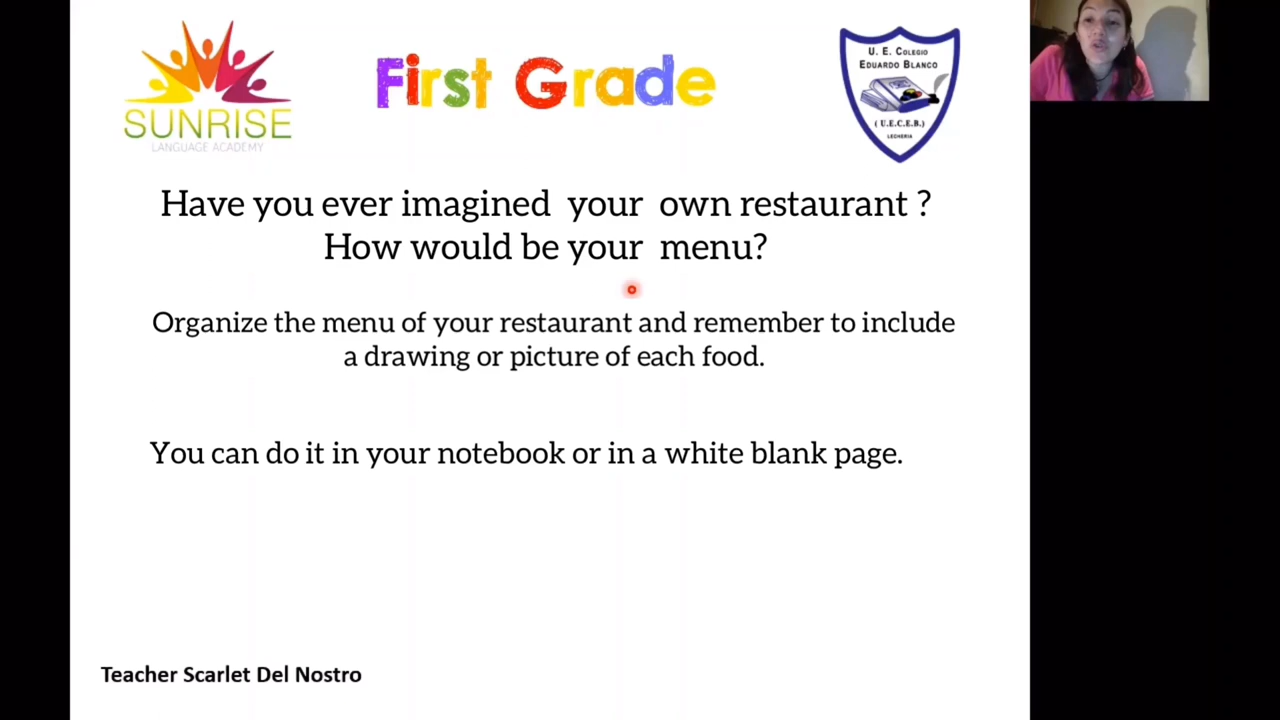 SUNRISE
LANGUAGE ACADEMY
First Grade
U. E. COLEGIO
EDUARDO BLANCO
( U.E.C.E.B.)
LECHERIA
Have you ever imagined your own restaurant ?
How would be your menu?
Organize the menu of your restaurant and remember to include
a drawing or picture of each food.
You can do it in your notebook or in a white blank page.
Teacher Scarlet Del Nostro